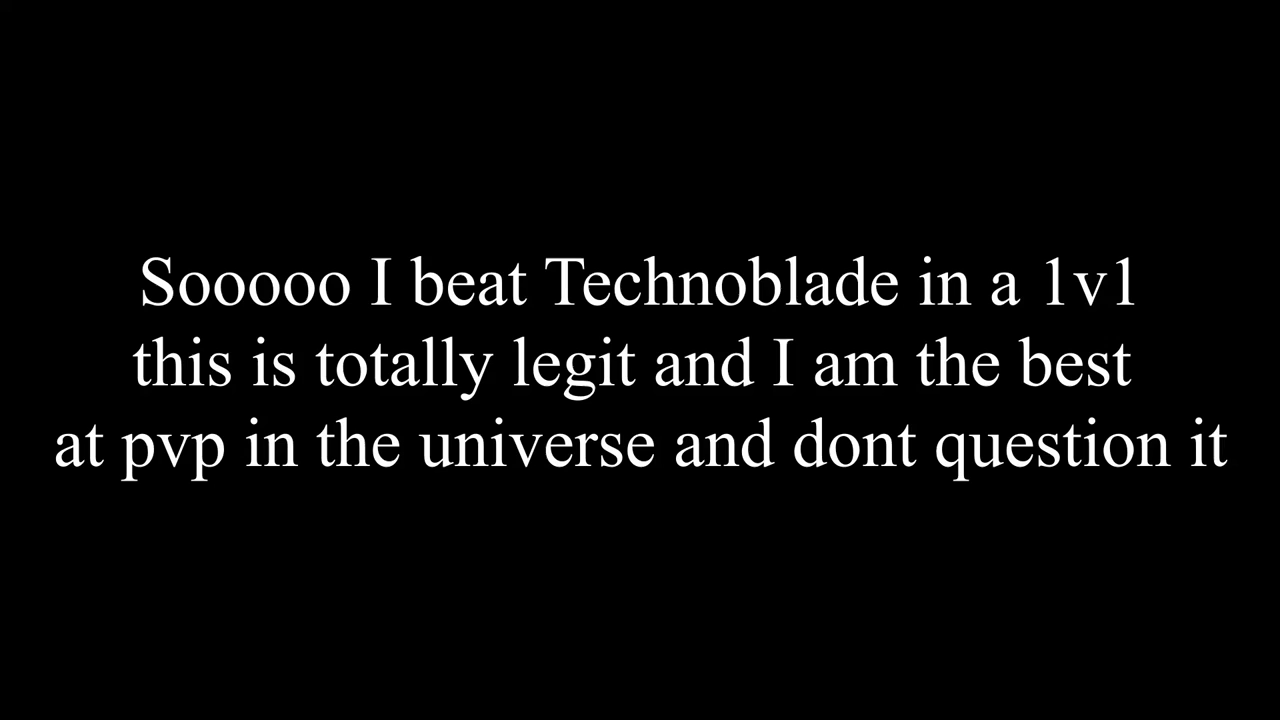 Sooooo I beat Technoblade in a 1v1
this is totally legit and I am the best
at pvp in the universe and dont question it